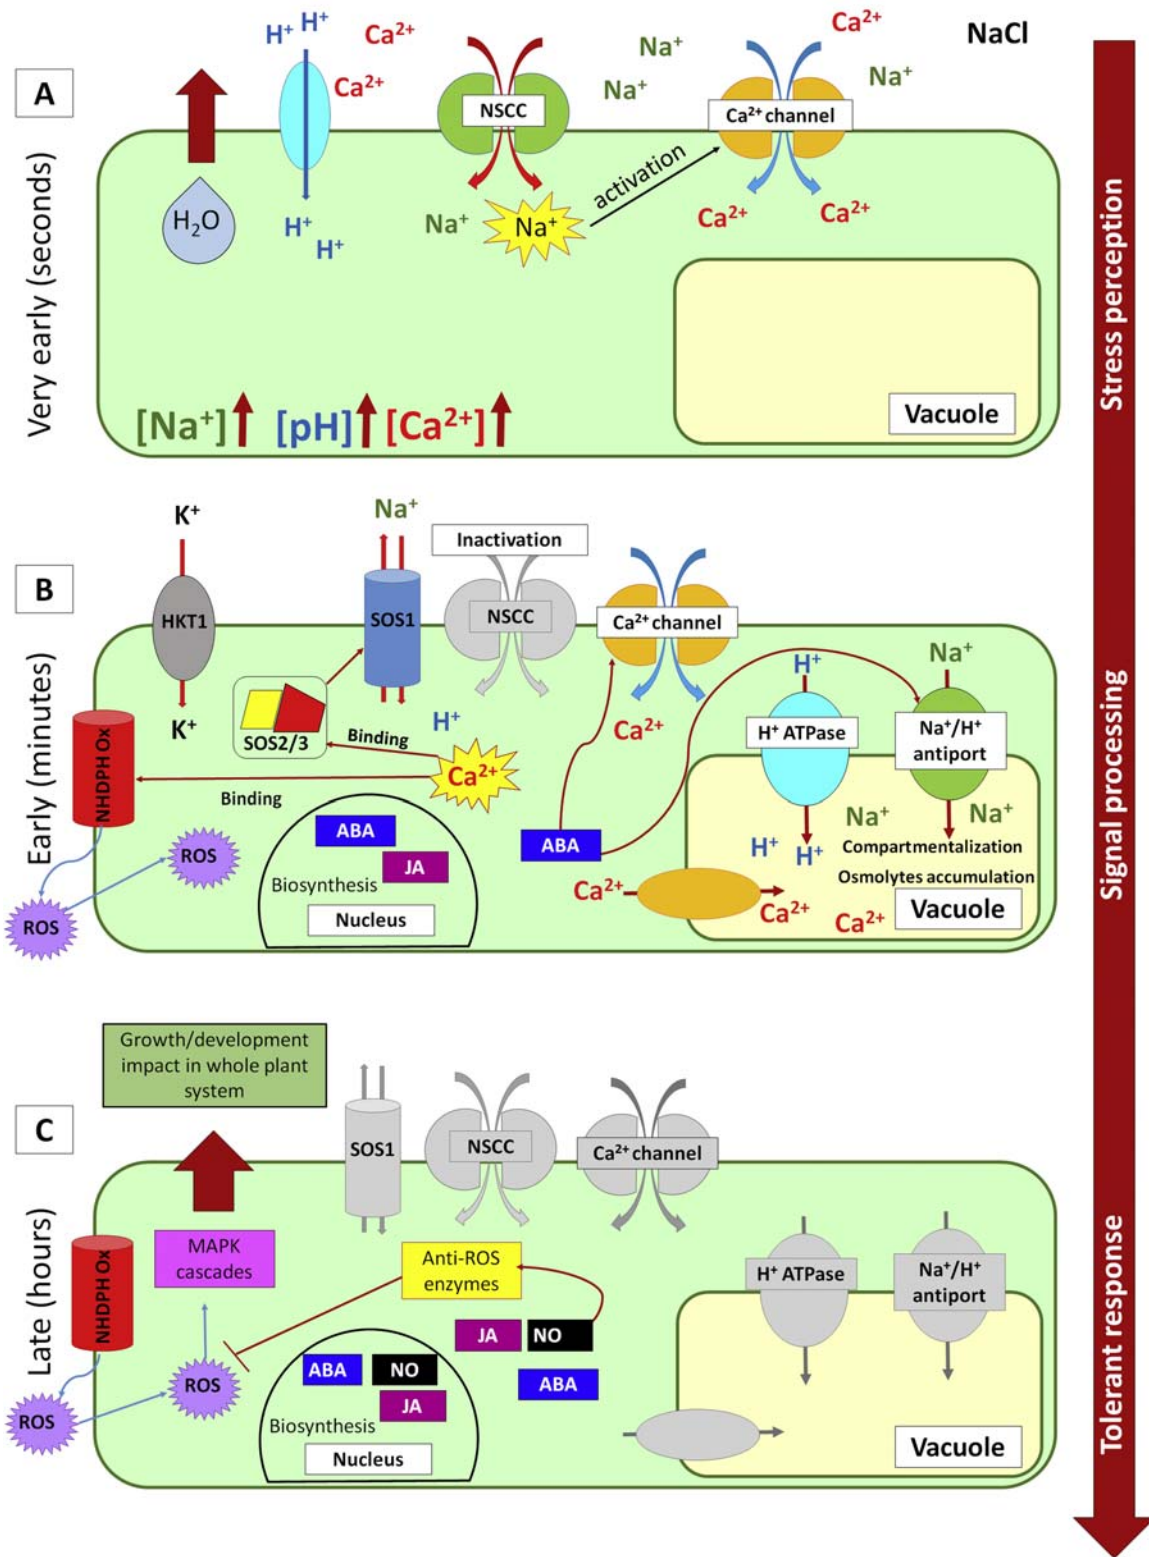 NaCl
A
Very early (seconds)
H⁺
H⁺
Ca²⁺
Ca²⁺
Na⁺
Na⁺
Ca²⁺
Na⁺
NSCC
Ca²⁺ channel
activation
H₂O
H⁺
H⁺
Na⁺
Na⁺
Ca²⁺
Ca²⁺
[Na⁺]
[pH]
[Ca²⁺]
Vacuole
Stress perception
B
Early (minutes)
K⁺
Na⁺
Inactivation
HKT1
SOS1
NSCC
Ca²⁺ channel
H⁺
Na⁺
K⁺
NHDPH Ox
SOS2/3
Binding
H⁺
Ca²⁺
Ca²⁺
H⁺ ATPase
Na⁺/H⁺
antiport
Binding
ROS
ROS
ABA
JA
Biosynthesis
Nucleus
ABA
Na⁺
Na⁺
H⁺
H⁺
Compartmentalization
Osmolytes accumulation
Ca²⁺
Ca²⁺
Ca²⁺
Vacuole
Signal processing
Growth/development
impact in whole plant
system
C
Late (hours)
SOS1
NSCC
Ca²⁺ channel
NHDPH Ox
MAPK
cascades
Anti-ROS
enzymes
H⁺ ATPase
Na⁺/H⁺
antiport
JA
NO
ABA
ROS
ROS
ABA
NO
JA
Biosynthesis
Nucleus
Vacuole
Tolerant response